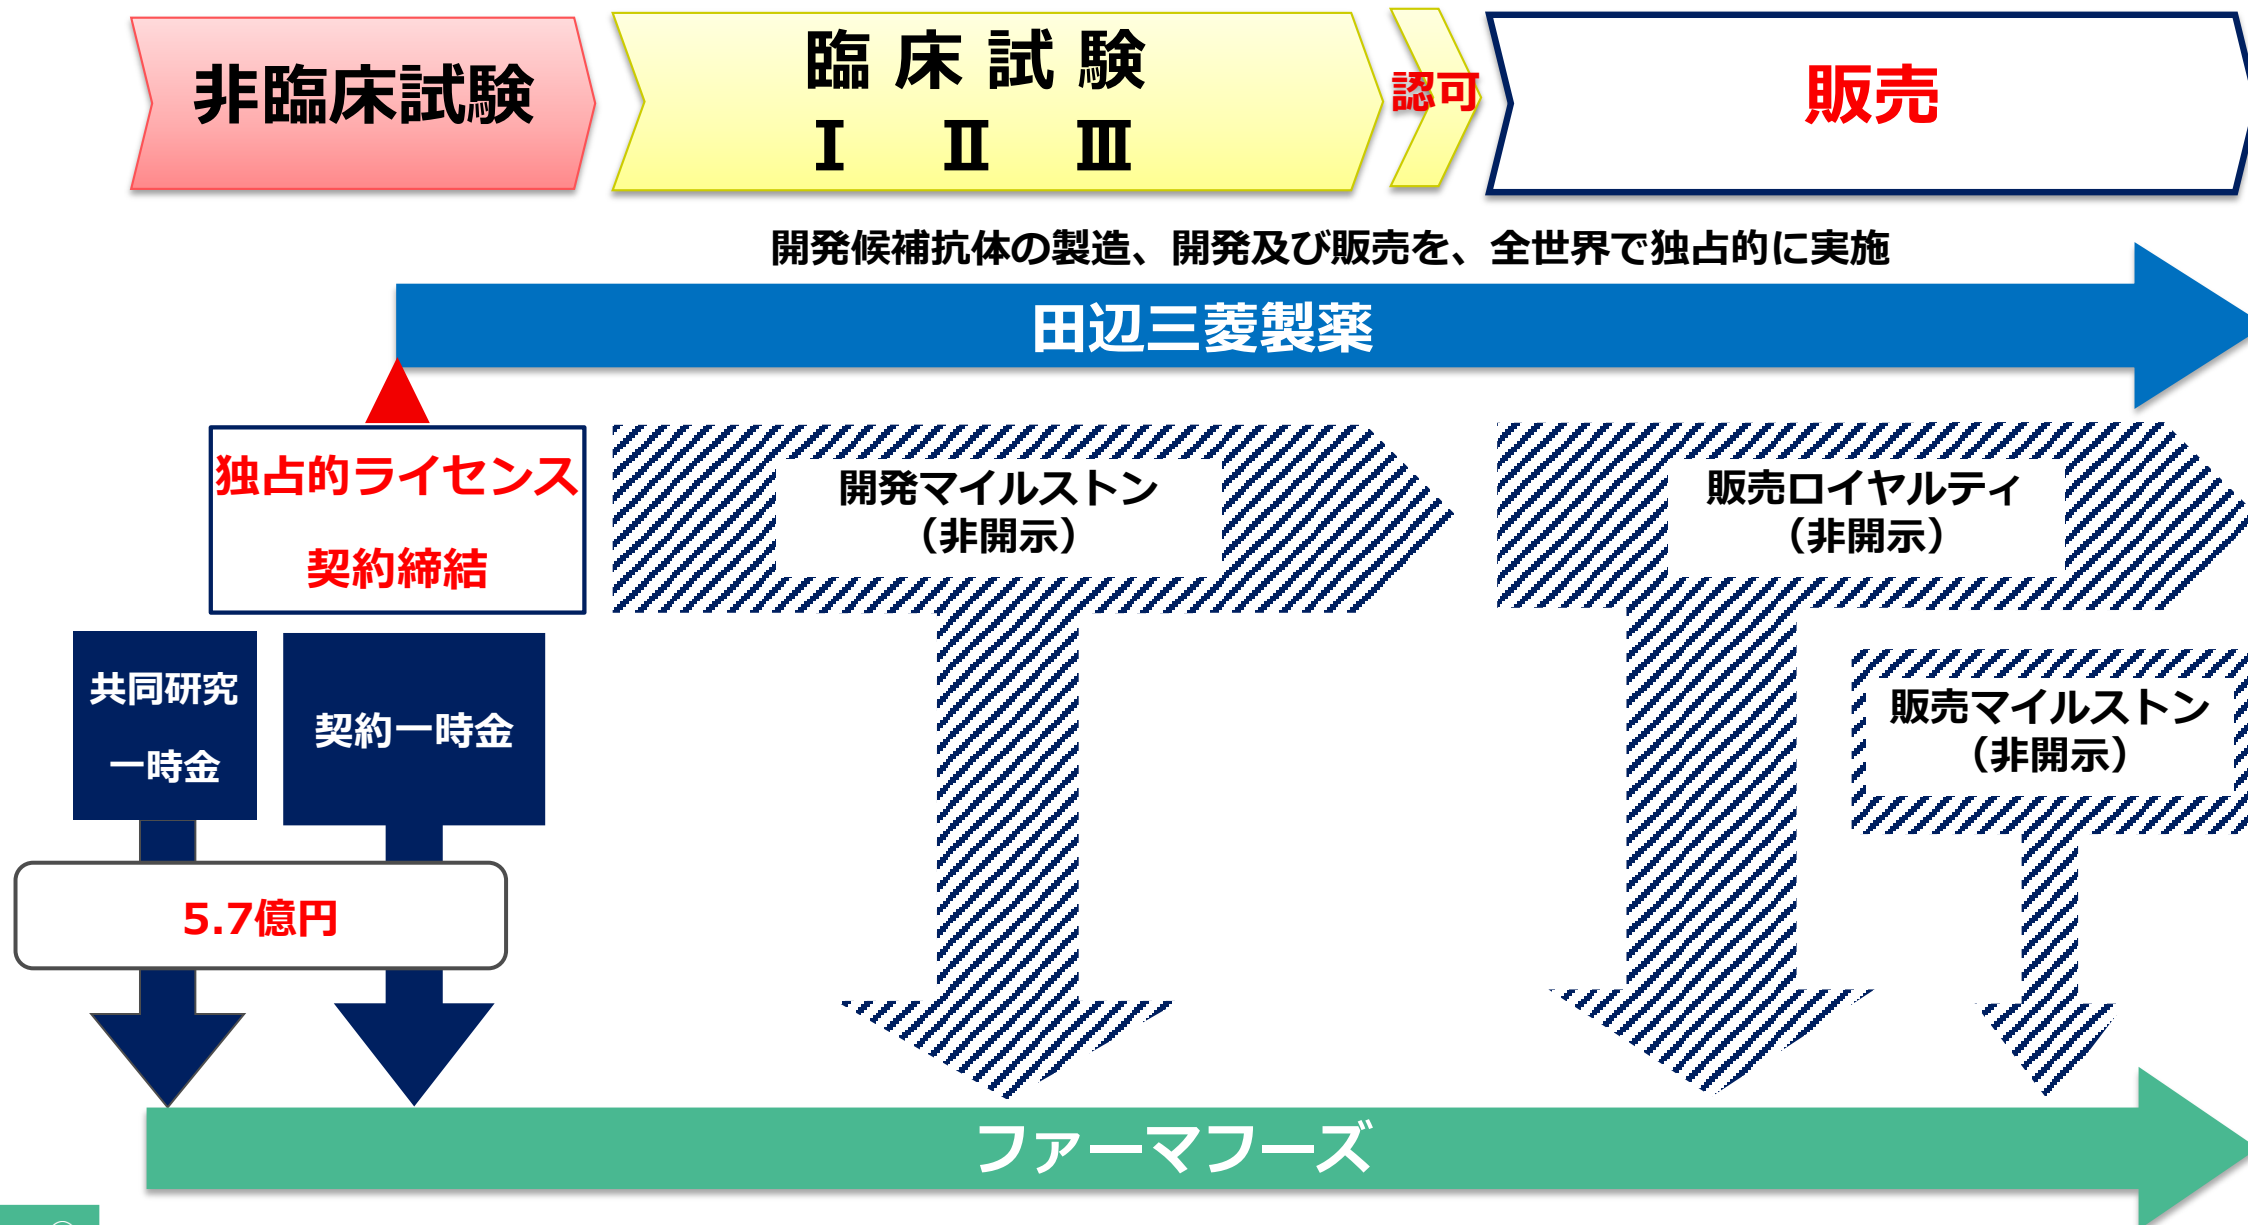 非臨床試験
臨床試験
Ⅰ Ⅱ Ⅲ
認可
販売
開発候補抗体の製造、開発及び販売を、全世界で独占的に実施
田辺三菱製薬
独占的ライセンス
契約締結
開発マイルストン
（非開示）
販売ロイヤルティ
（非開示）
共同研究
一時金
契約一時金
販売マイルストン
（非開示）
5.7億円
ファーマフーズ